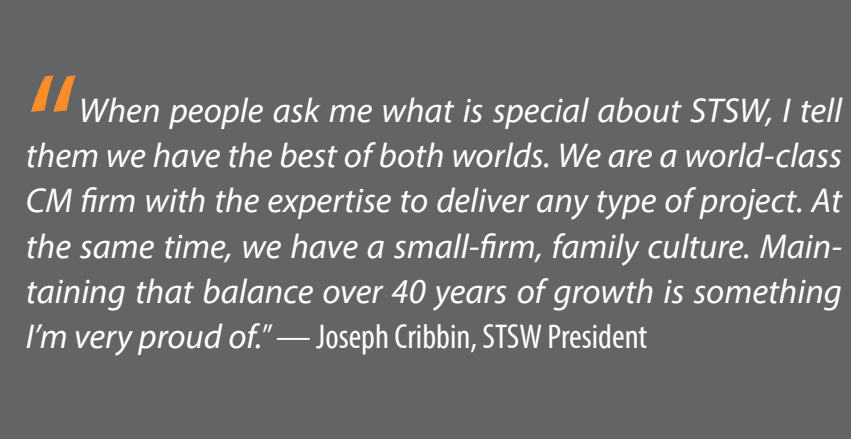 “When people ask me what is special about STSW, I tell
them we have the best of both worlds. We are a world-class
CM firm with the expertise to deliver any type of project. At
the same time, we have a small-firm, family culture. Main-
taining that balance over 40 years of growth is something
I’m very proud of.” — Joseph Cribbin, STSW President